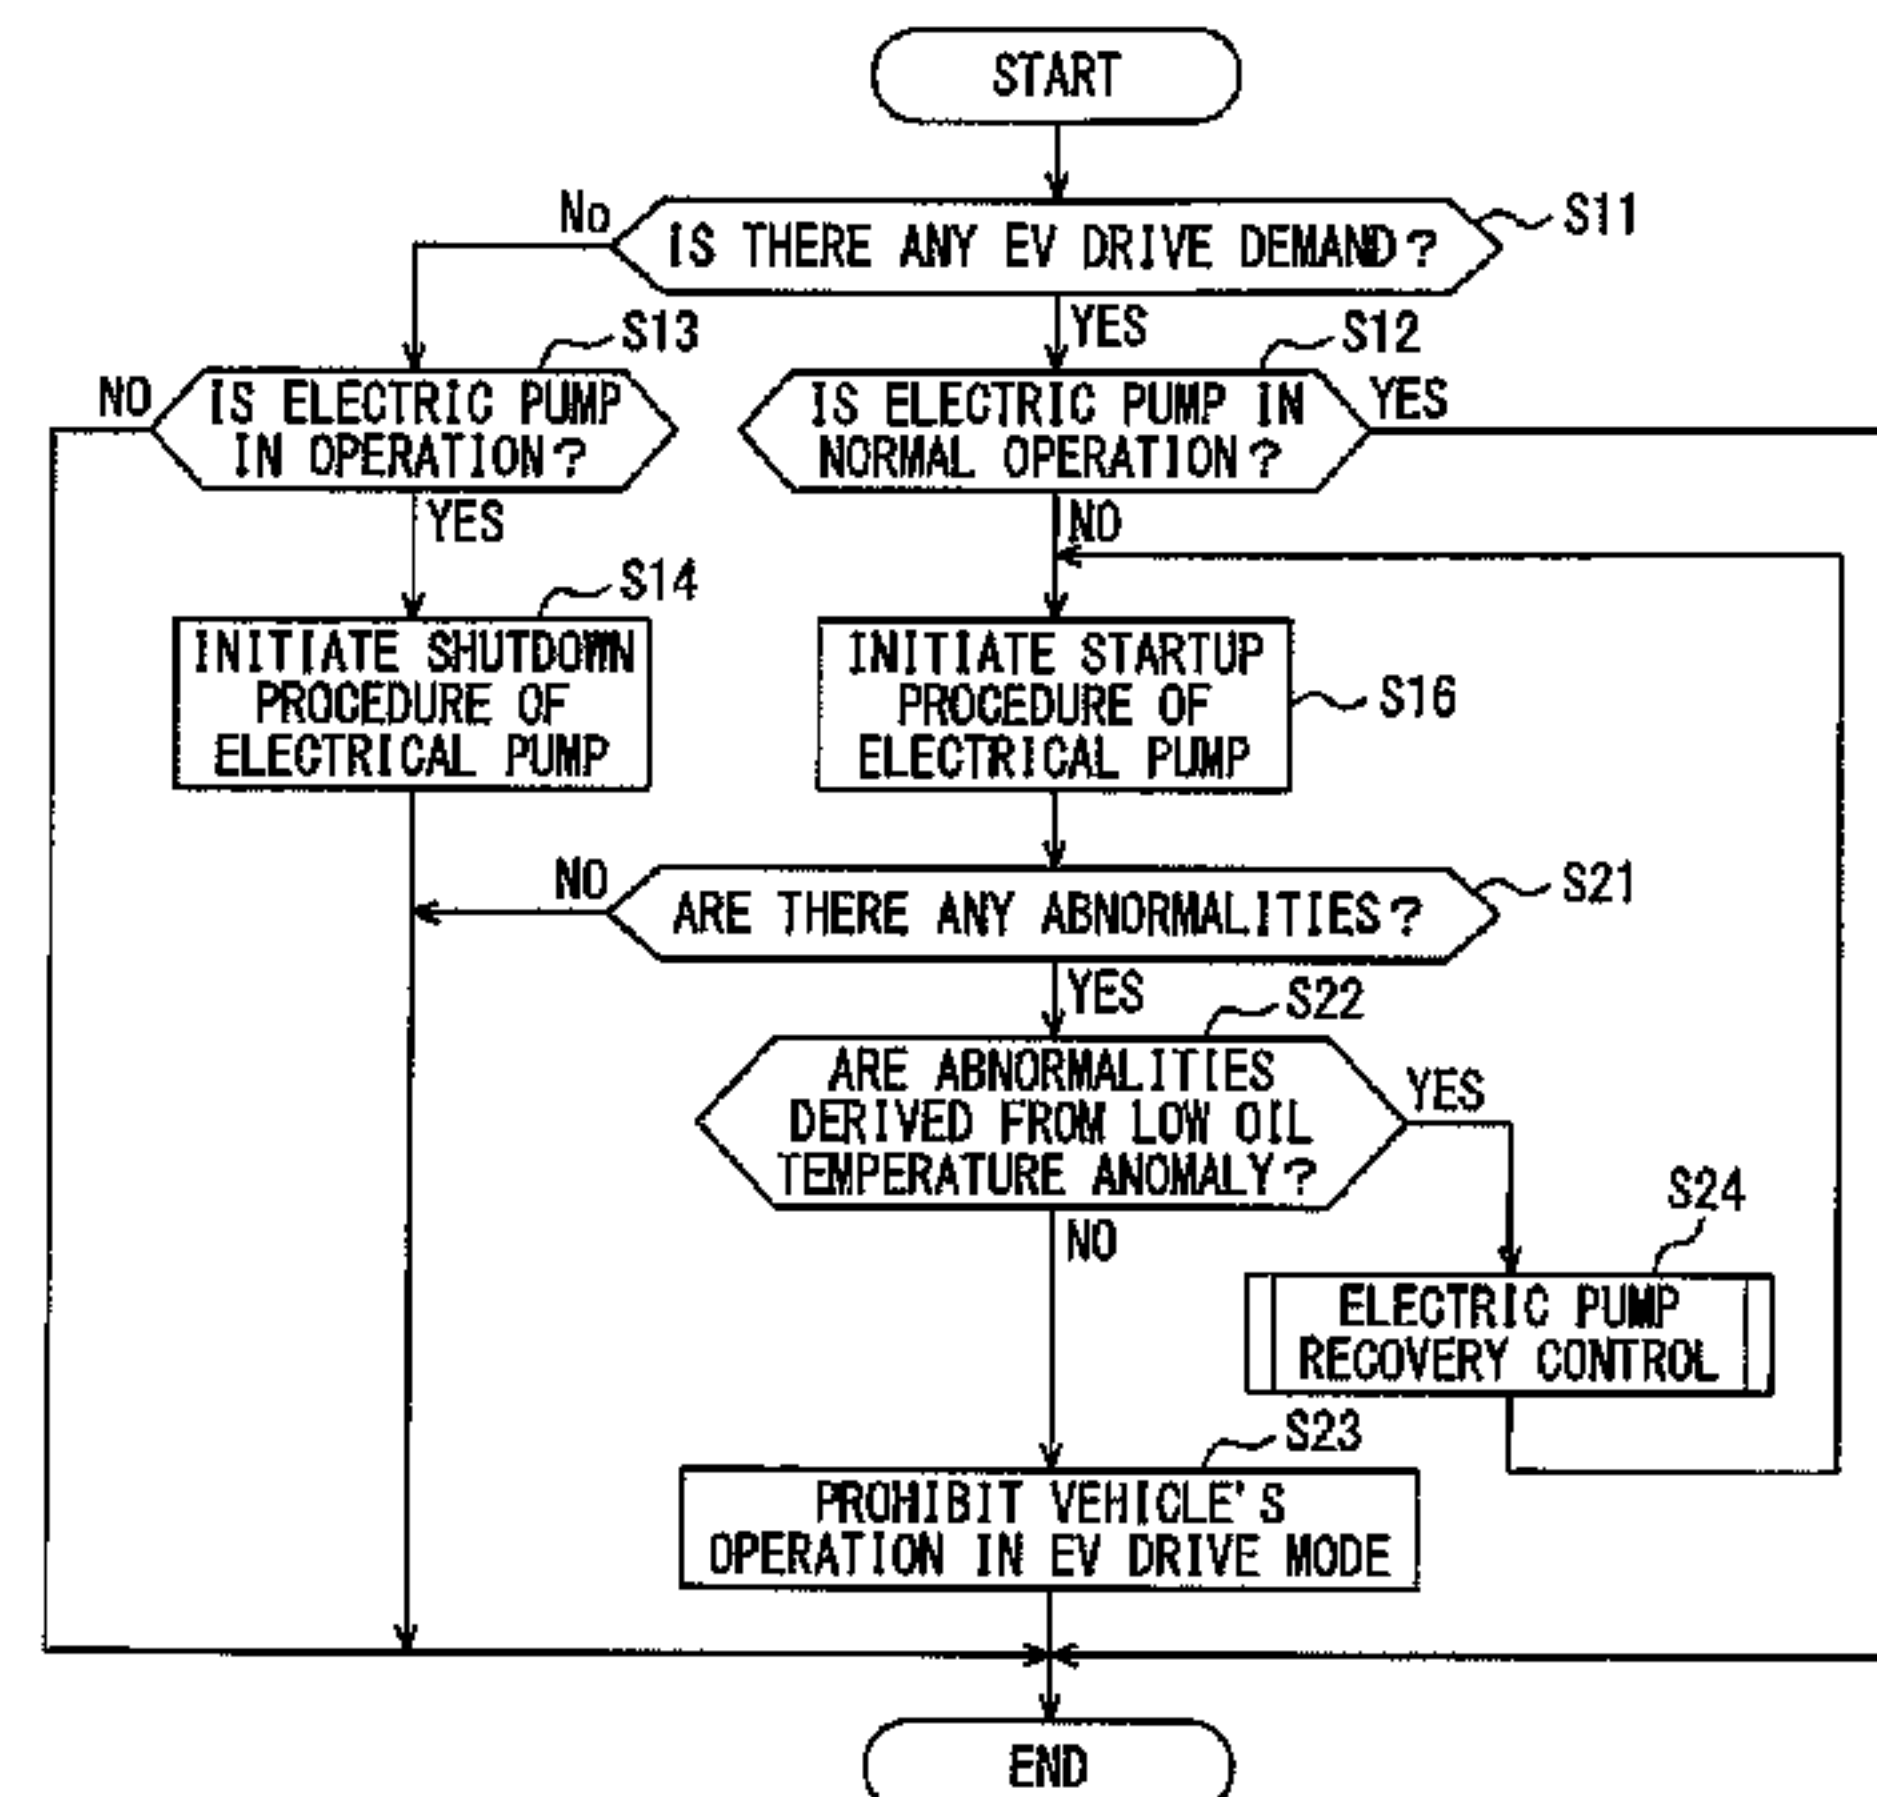 START
No
IS THERE ANY EV DRIVE DEMAND?
S11
YES
S13
S12
NO
IS ELECTRIC PUMP
IN OPERATION?
IS ELECTRIC PUMP IN
NORMAL OPERATION?
YES
YES
NO
S14
INITIATE SHUTDOWN
PROCEDURE OF
ELECTRICAL PUMP
INITIATE STARTUP
PROCEDURE OF
ELECTRICAL PUMP
S16
NO
ARE THERE ANY ABNORMALITIES?
S21
YES
S22
ARE ABNORMALITIES
DERIVED FROM LOW OIL
TEMPERATURE ANOMALY?
YES
NO
S24
ELECTRIC PUMP
RECOVERY CONTROL
S23
PROHIBIT VEHICLE'S
OPERATION IN EV DRIVE MODE
END